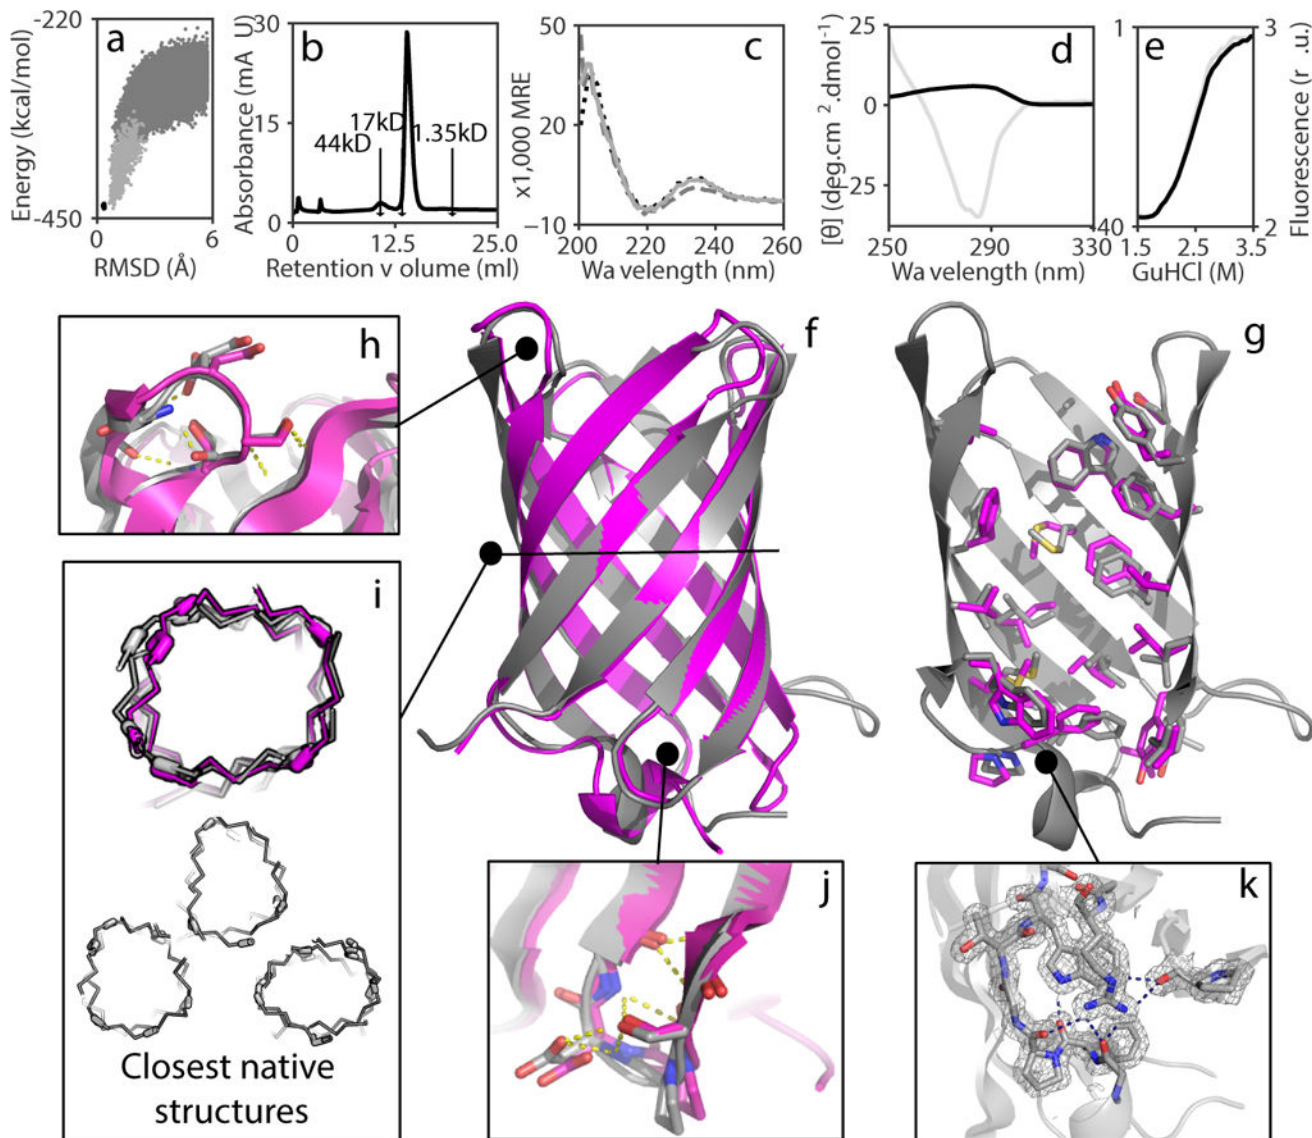 a
-220
Energy (kcal/mol)
-450
0
6
RMSD (Å)
b
30
15
0
Absorbance (mA U)
44kD
17kD
1.35kD
0
12.5
25.0
Retention v olume (ml)
c
50
20
−10
x1,000 MRE
200
220
240
260
Wa velength (nm)
d
25
0
-25
40
[θ] (deg.cm 2 .dmol-1)
250
290
330
Wa velength (nm)
e
1
3
2
1.5
2.5
3.5
GuHCl (M)
Fluorescence (r .u.)
h
f
g
i
Closest native
structures
j
k